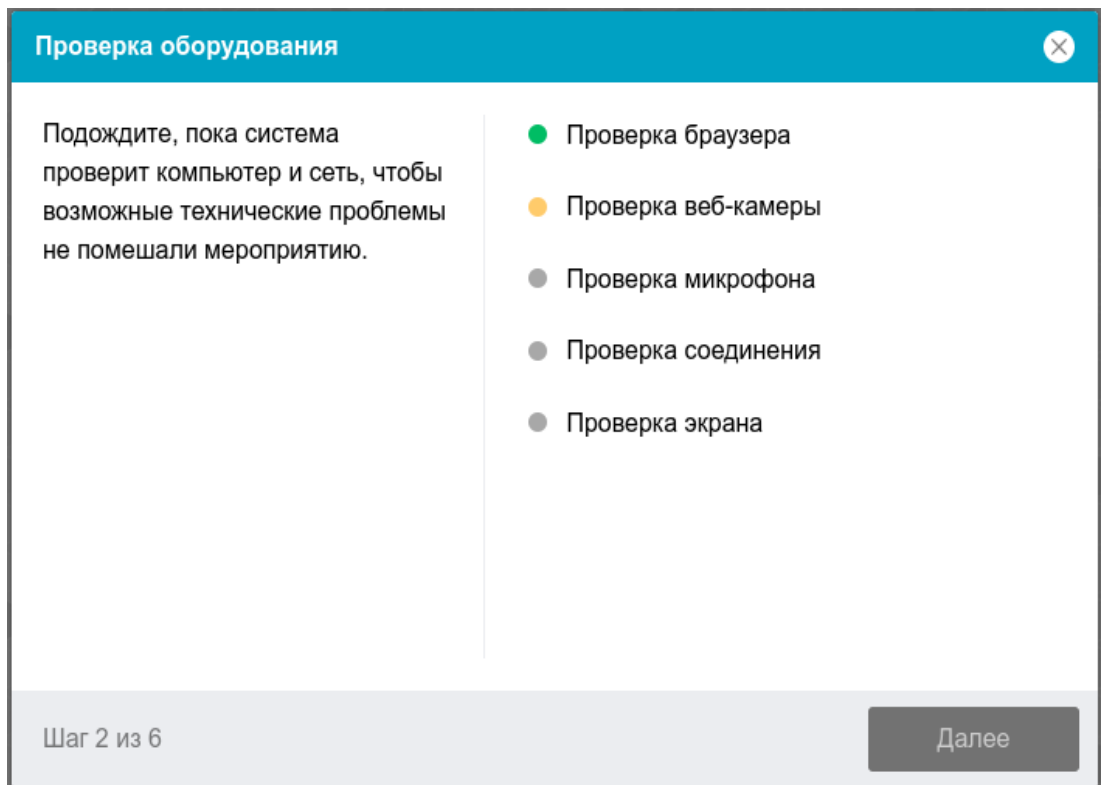 Проверка оборудования
Подождите, пока система
проверит компьютер и сеть, чтобы
возможные технические проблемы
не помешали мероприятию.
Проверка браузера
Проверка веб-камеры
Проверка микрофона
Проверка соединения
Проверка экрана
Шаг 2 из 6
Далее